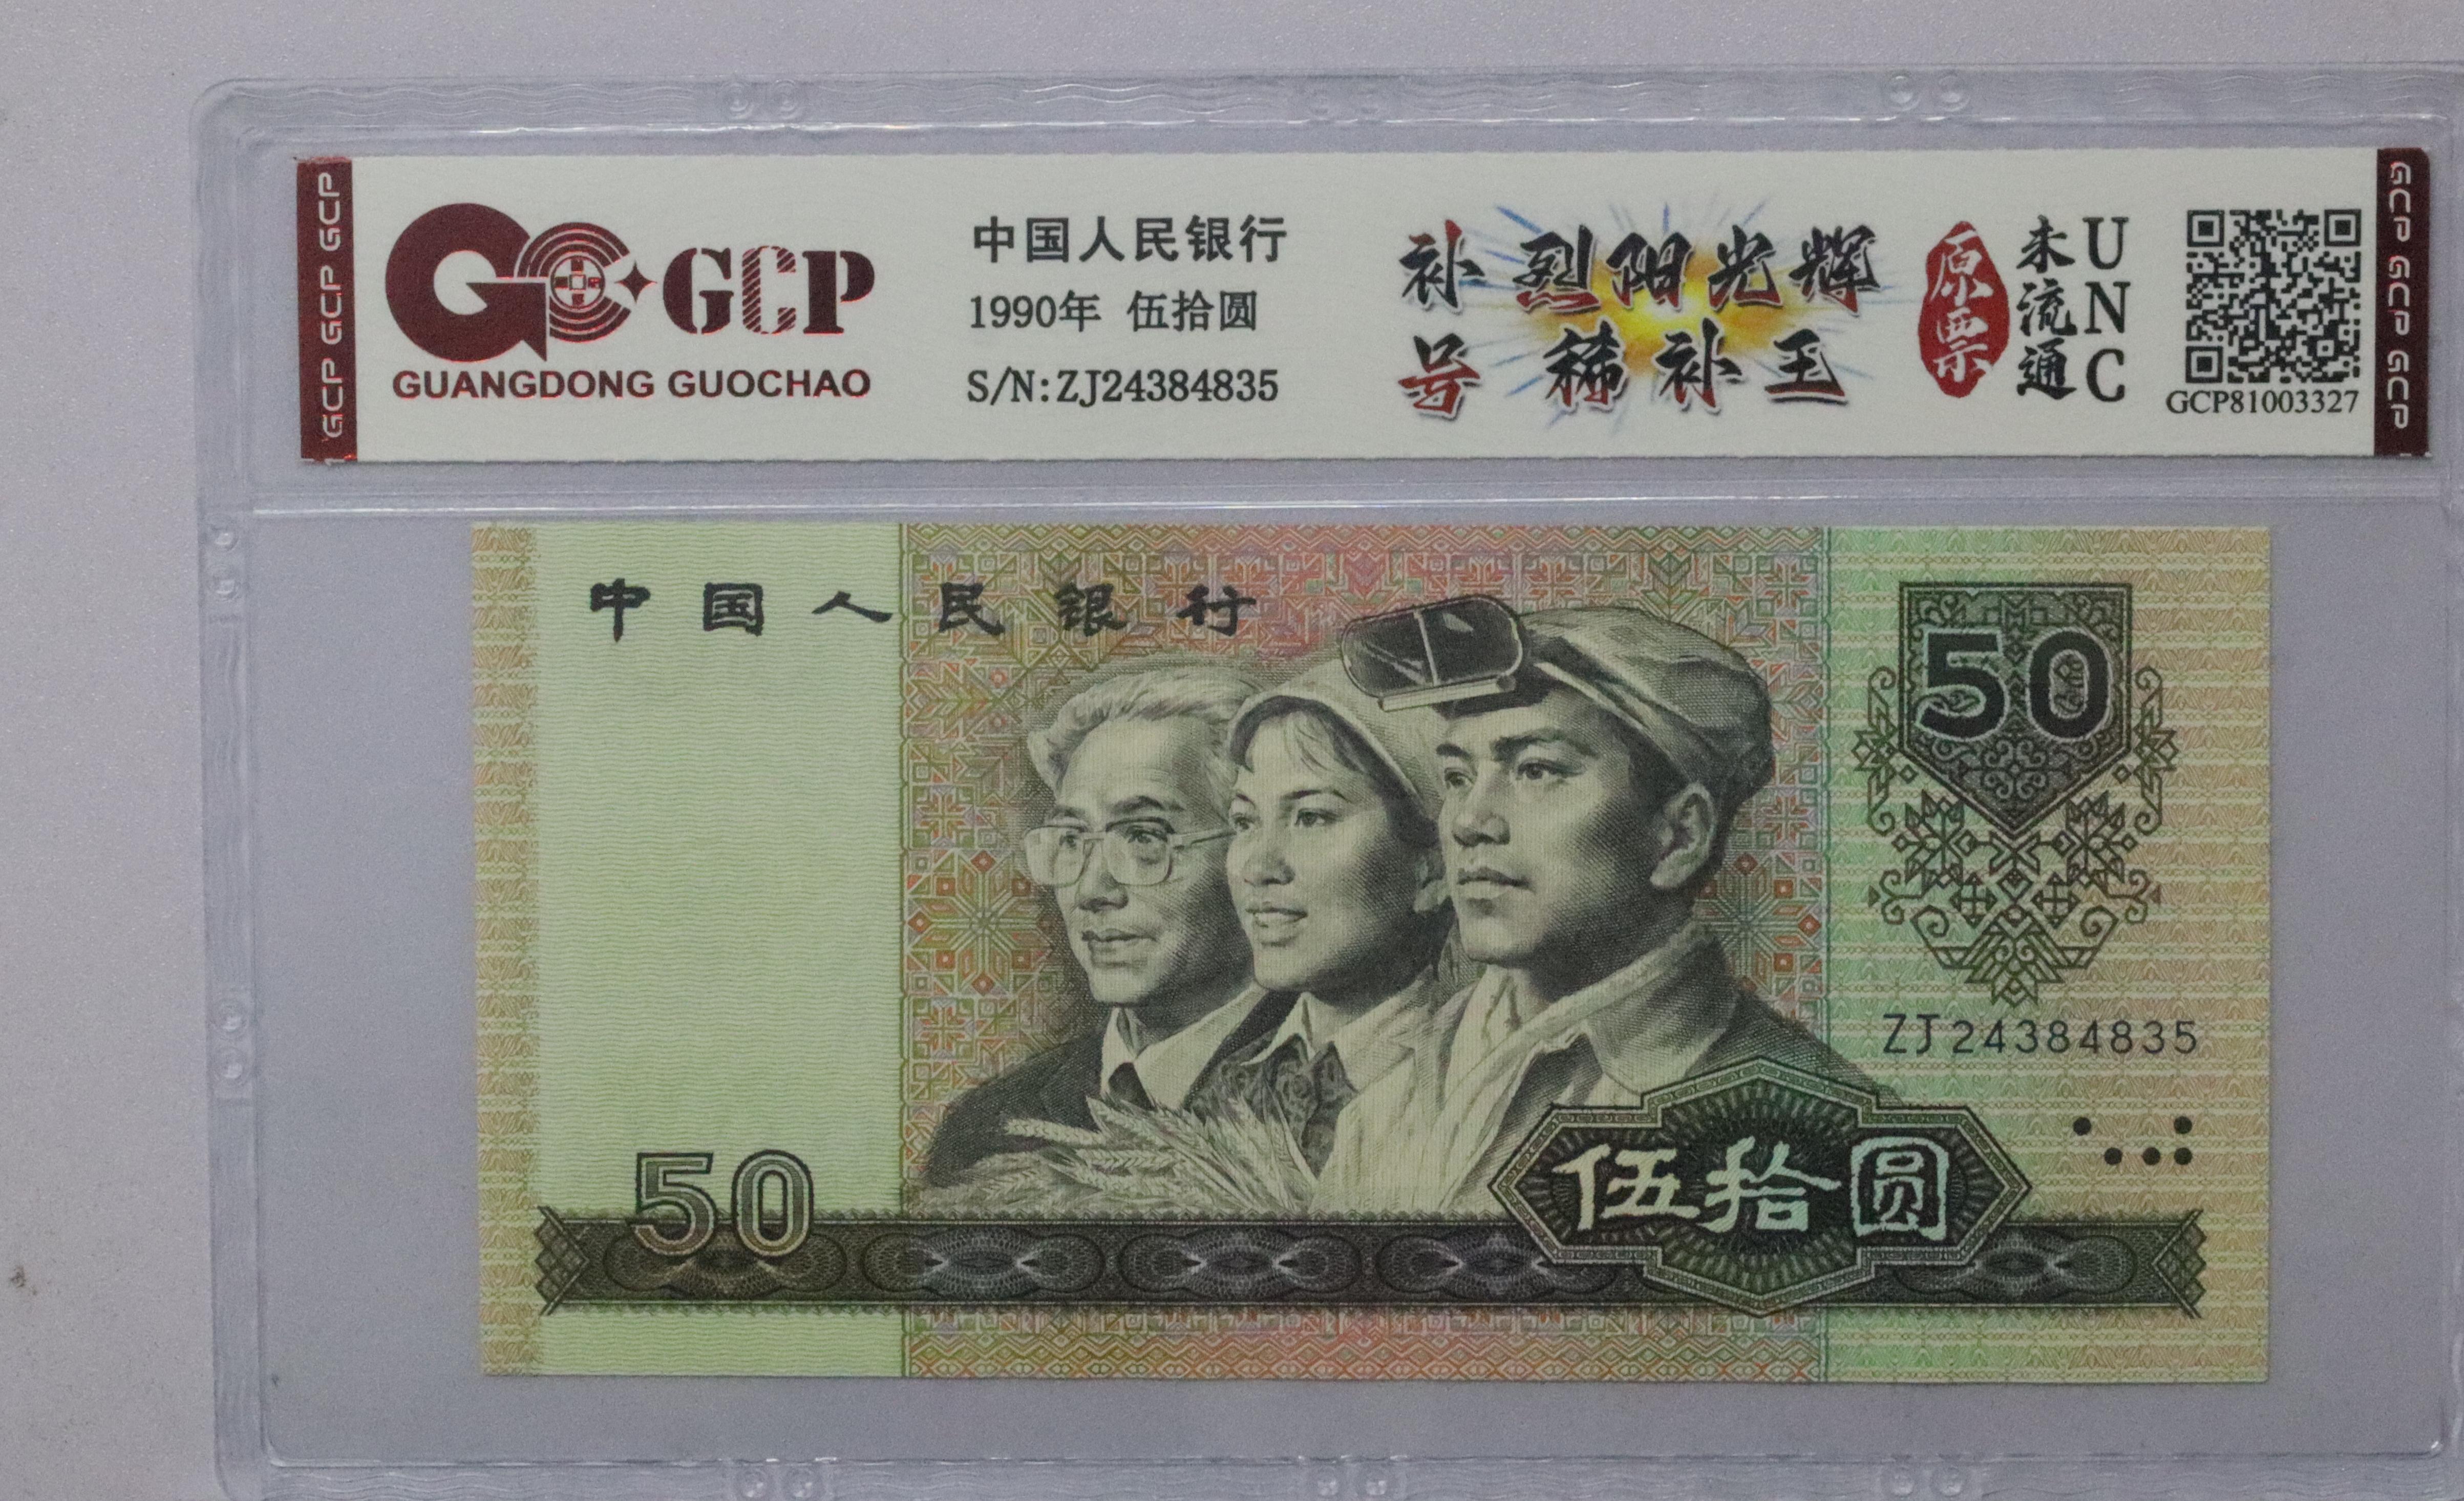 GCP GCP GCP
GCP
GUANGDONG GUOCHAO
中国人民银行
1990年 伍拾圆
S/N:ZJ24384835
补号
烈阳光辉
稀补王
原票
未流通
UNC
GCP81003327
GCP GCP GCP
中国人民银行
50
ZJ24384835
50
伍拾圆